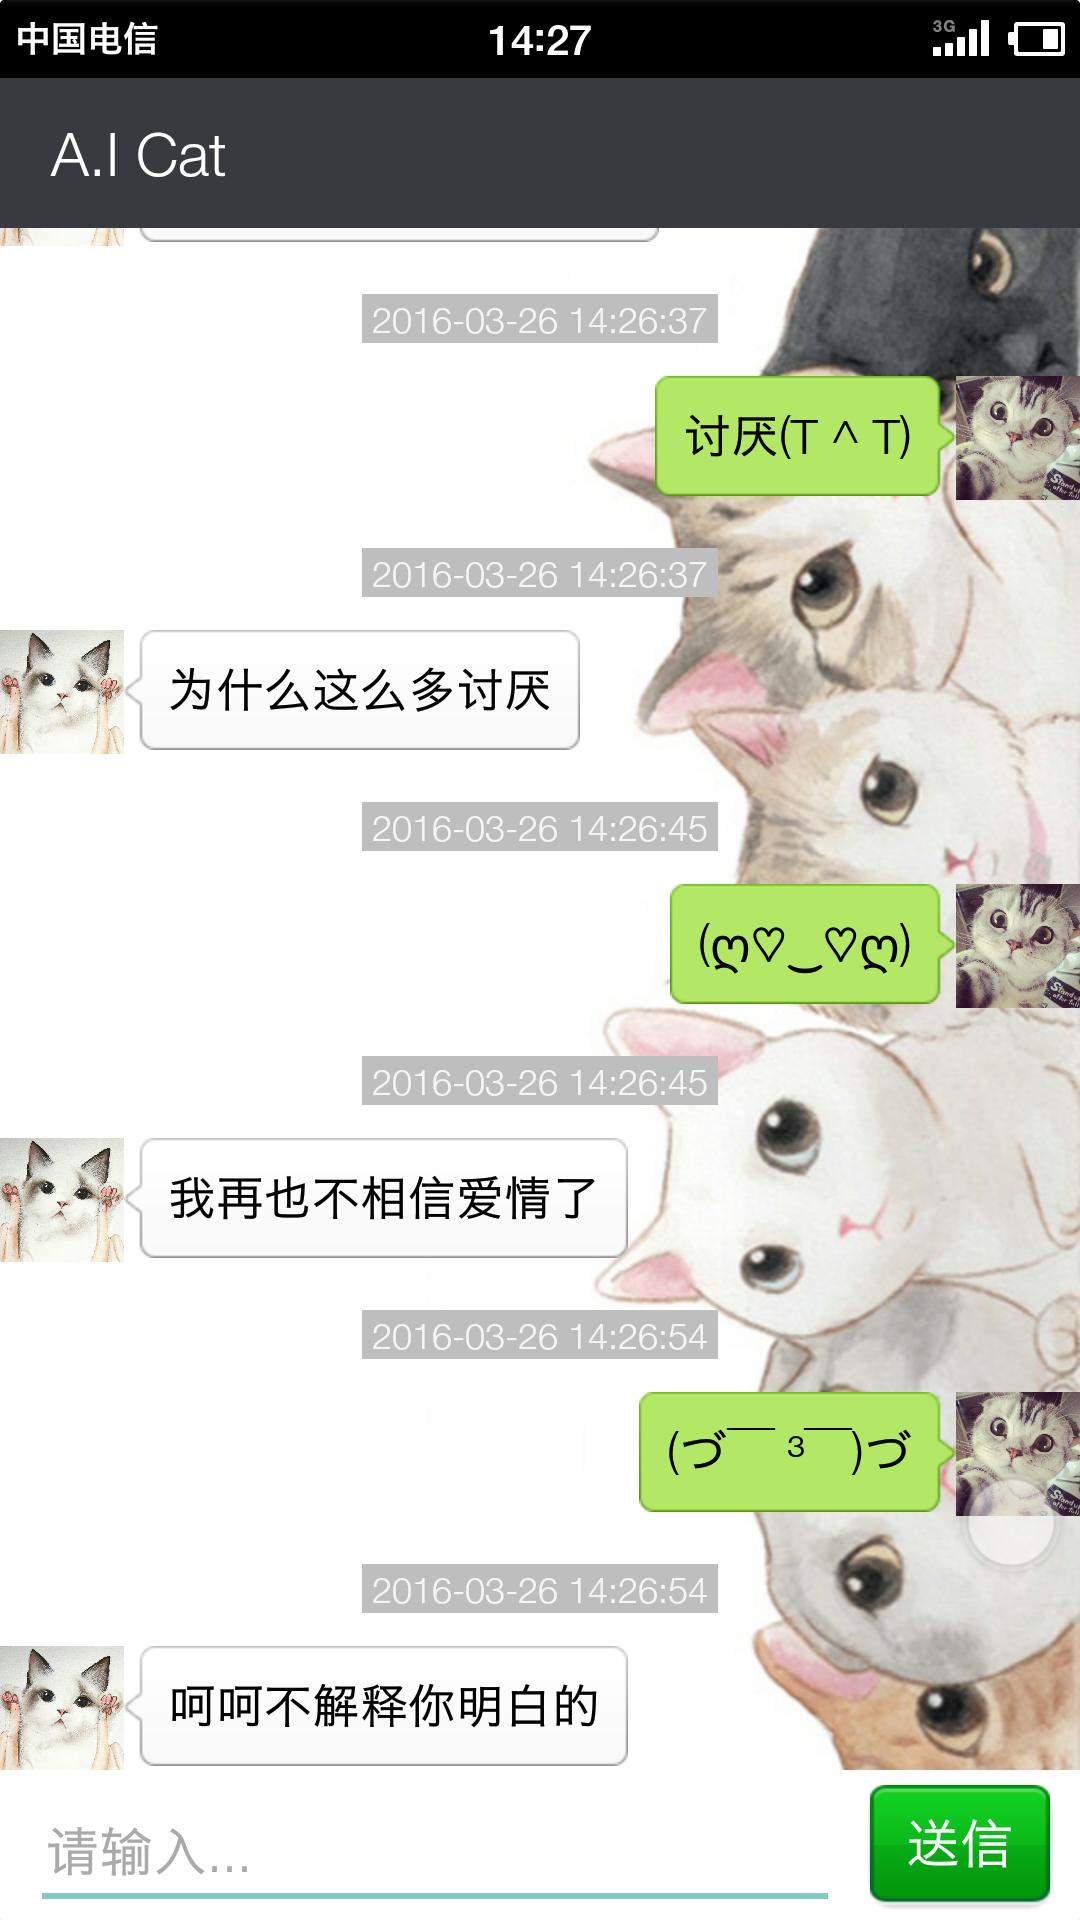 中国电信
14:27
3G
A.I Cat
2016-03-26 14:26:37
讨厌(T ^ T)
2016-03-26 14:26:37
为什么这么多讨厌
2016-03-26 14:26:45
(ღ♡‿♡ღ)
2016-03-26 14:26:45
我再也不相信爱情了
2016-03-26 14:26:54
(づ￣ ³￣)づ
2016-03-26 14:26:54
呵呵不解释你明白的
请输入...
送信